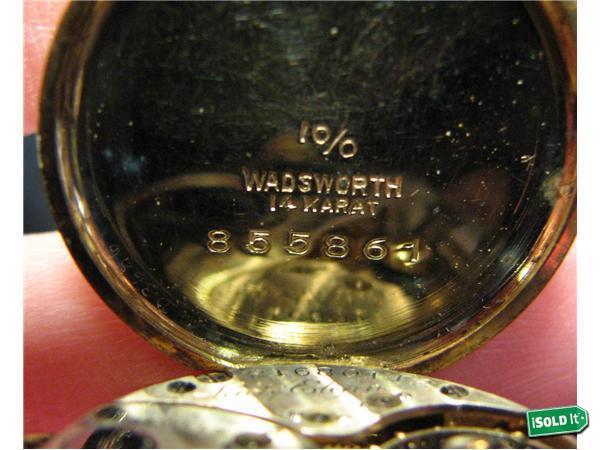 10/0
WADSWORTH
14 KARAT
855861
iSOLD It